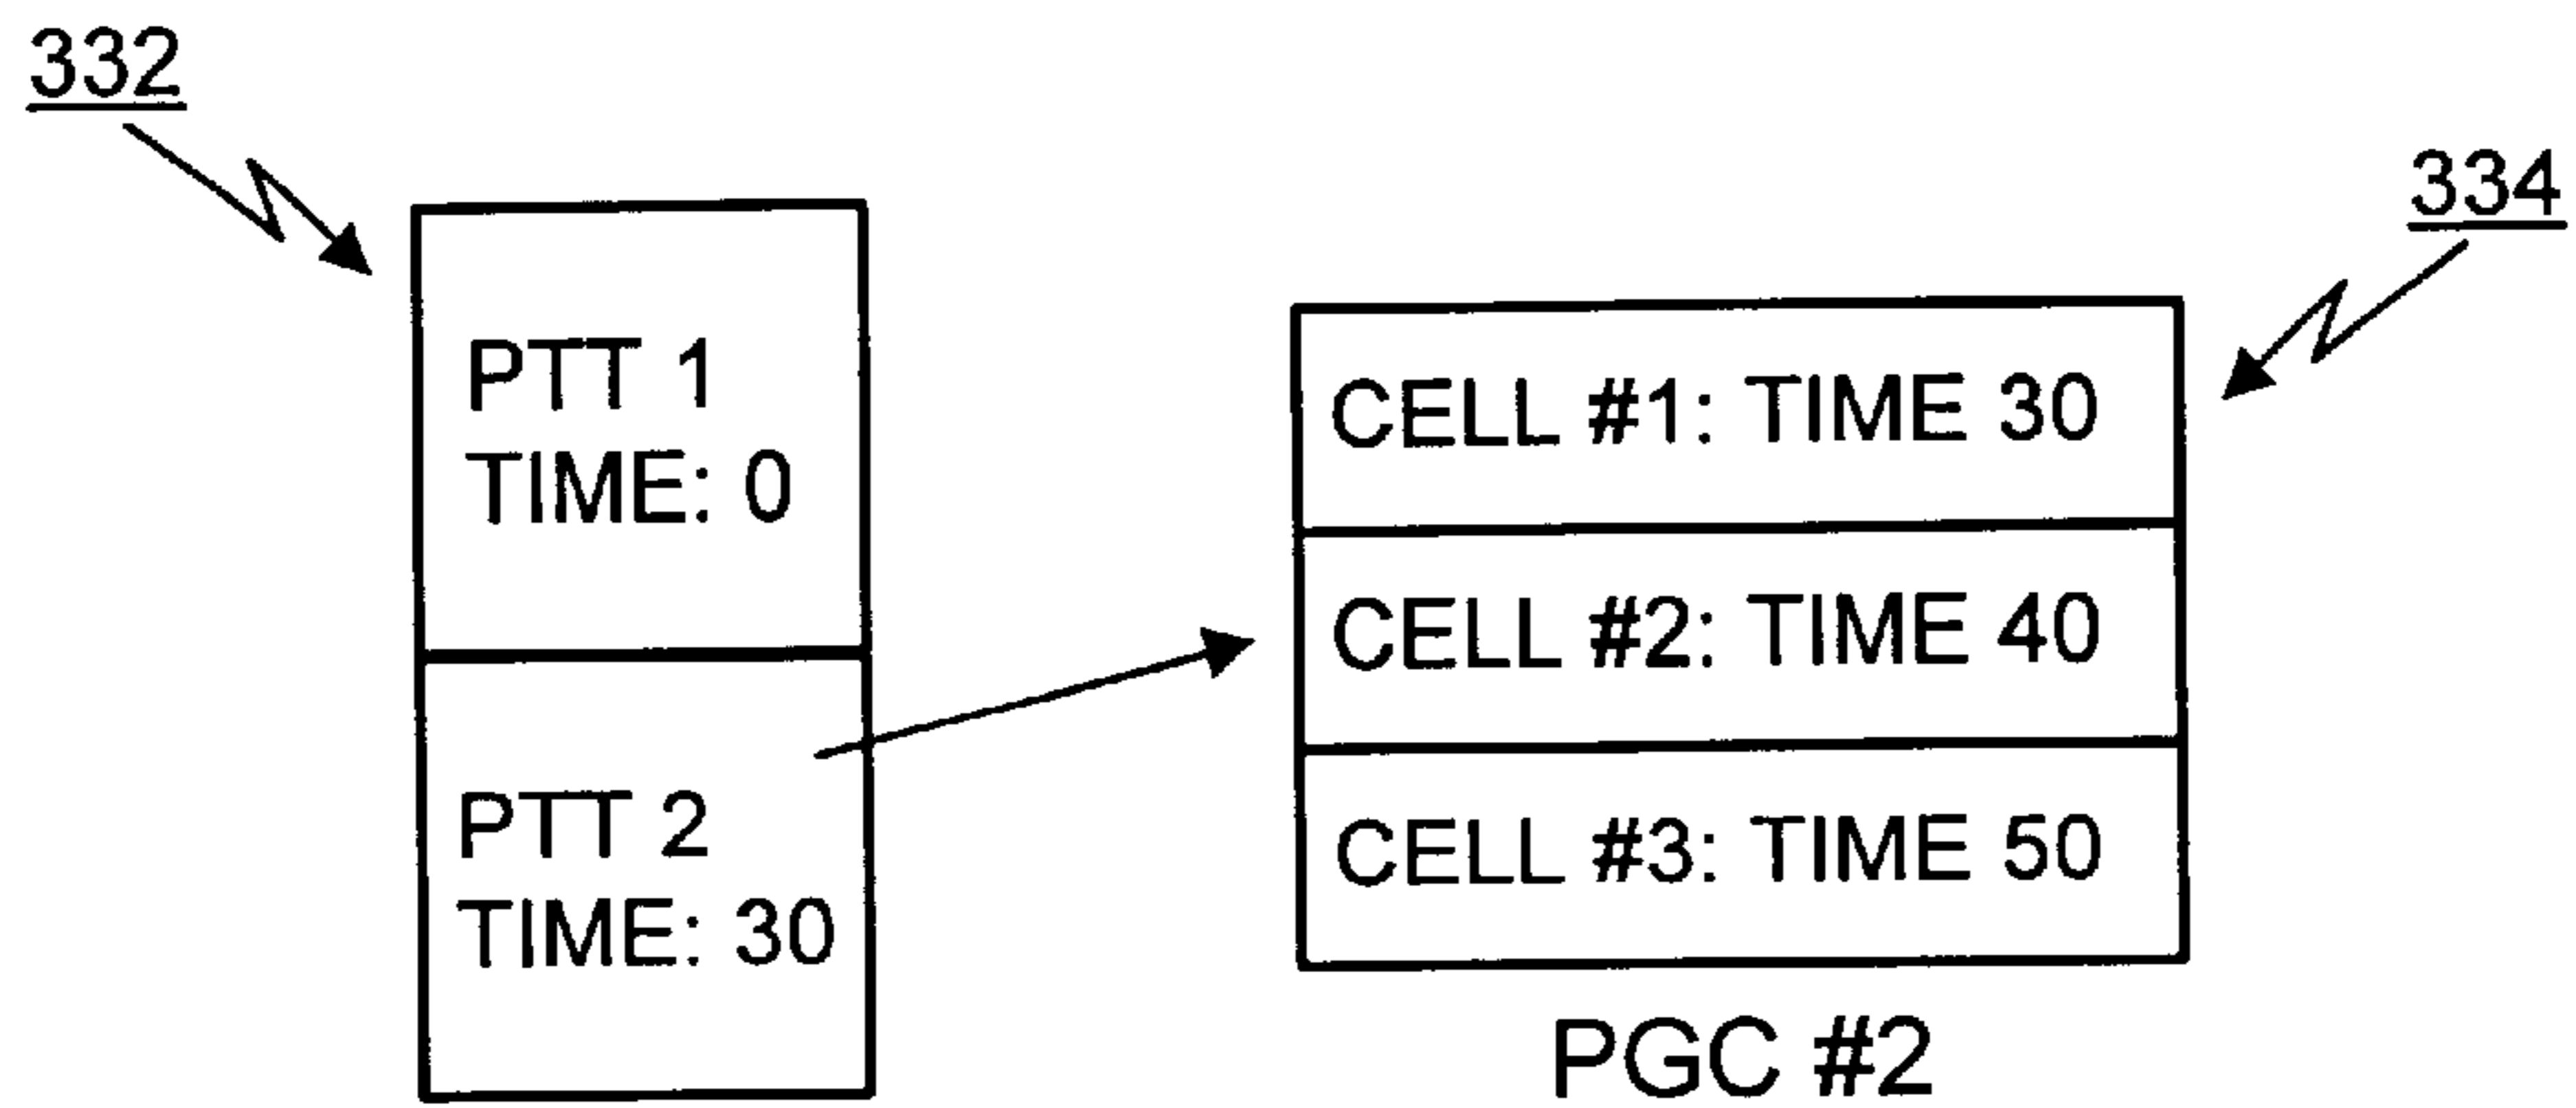 332
334
PTT 1
TIME: 0
PTT 2
TIME: 30
CELL #1: TIME 30
CELL #2: TIME 40
CELL #3: TIME 50
PGC #2